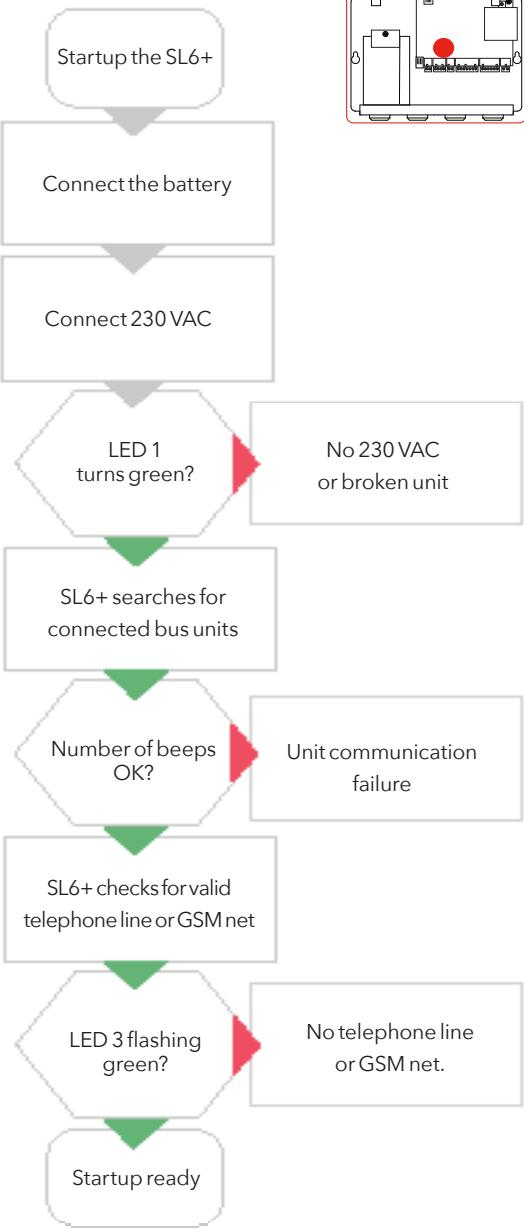 Startup the SL6+
Connect the battery
Connect 230 VAC
LED 1
turns green?
No 230 VAC
or broken unit
SL6+ searches for
connected bus units
Number of beeps
OK?
Unit communication
failure
SL6+ checks for valid
telephone line or GSM net
LED 3 flashing
green?
No telephone line
or GSM net.
Startup ready